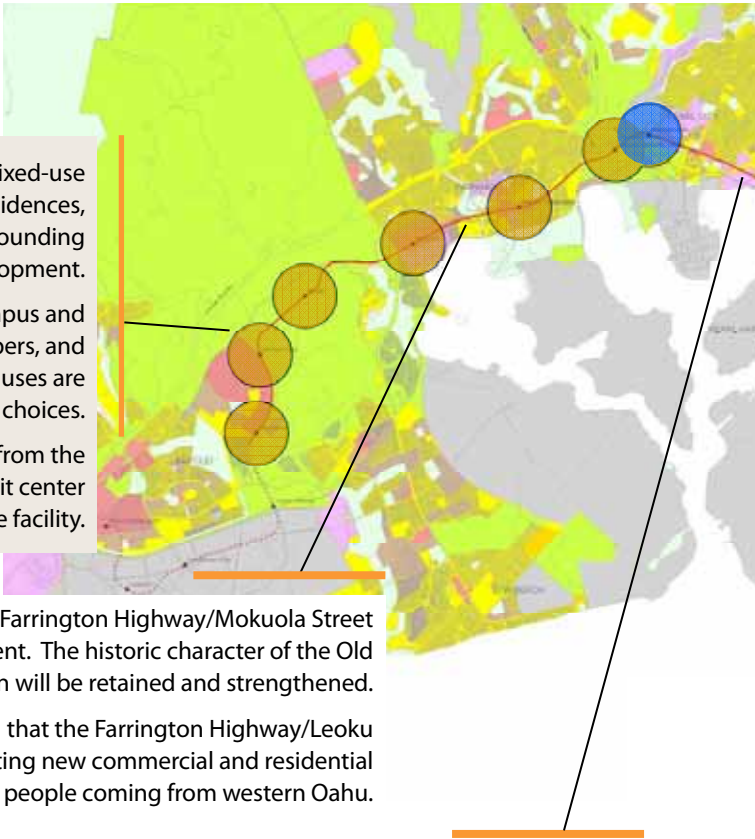 ixed-use
idences,
ounding
opment.
pus and
pers, and
uses are
choices.
from the
it center
e facility.
Farrington Highway/Mokuola Street
ent. The historic character of the Old
n will be retained and strengthened.
that the Farrington Highway/Leoku
ting new commercial and residential
people coming from western Oahu.